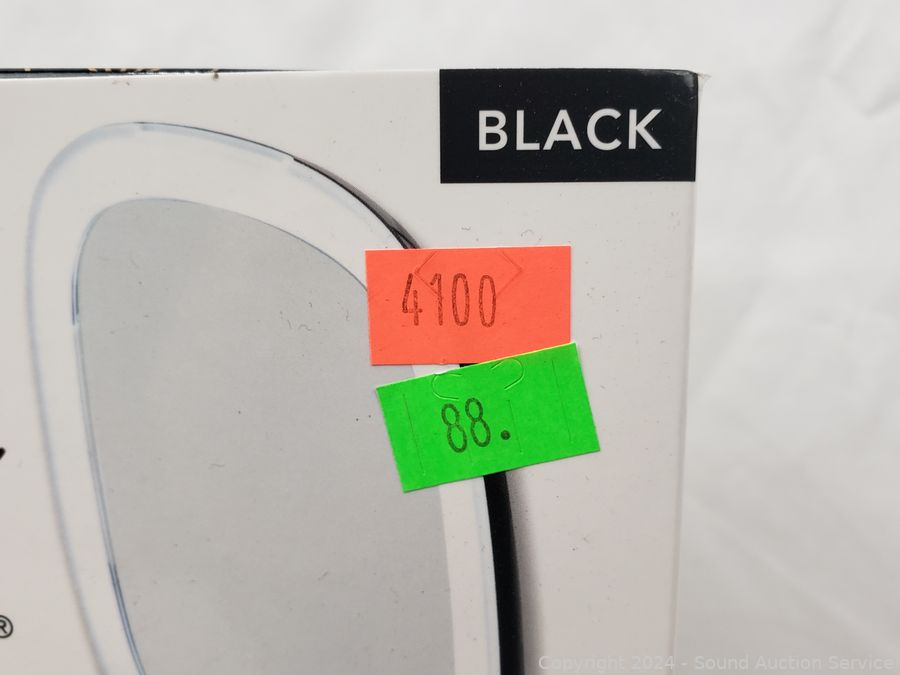 BLACK
4100
88.
®
Copyright 2024 - Sound Auction Service